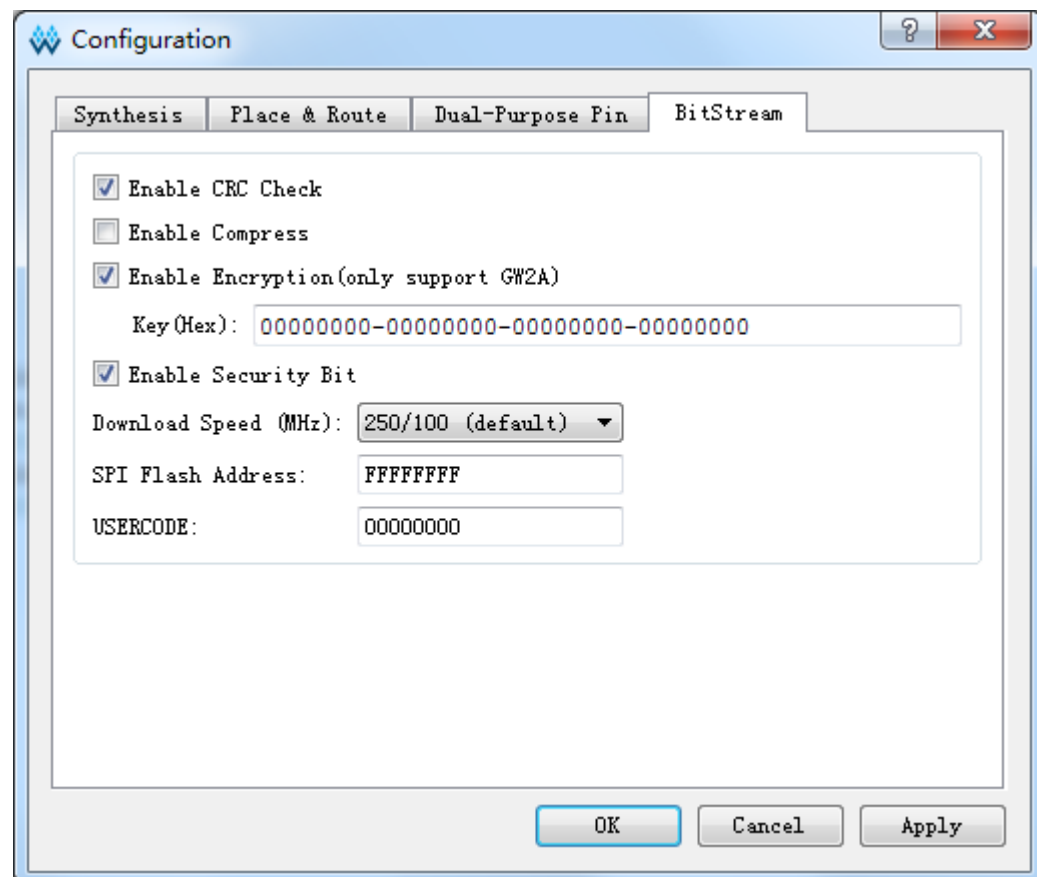 Configuration
Synthesis Place & Route Dual-Purpose Pin BitStream
Enable CRC Check
Enable Compress
Enable Encryption(only support GW2A)
Key(Hex): 00000000-00000000-00000000-00000000
Enable Security Bit
Download Speed (MHz): 250/100 (default)
SPI Flash Address: FFFFFFFF
USERCODE: 00000000
OK Cancel Apply